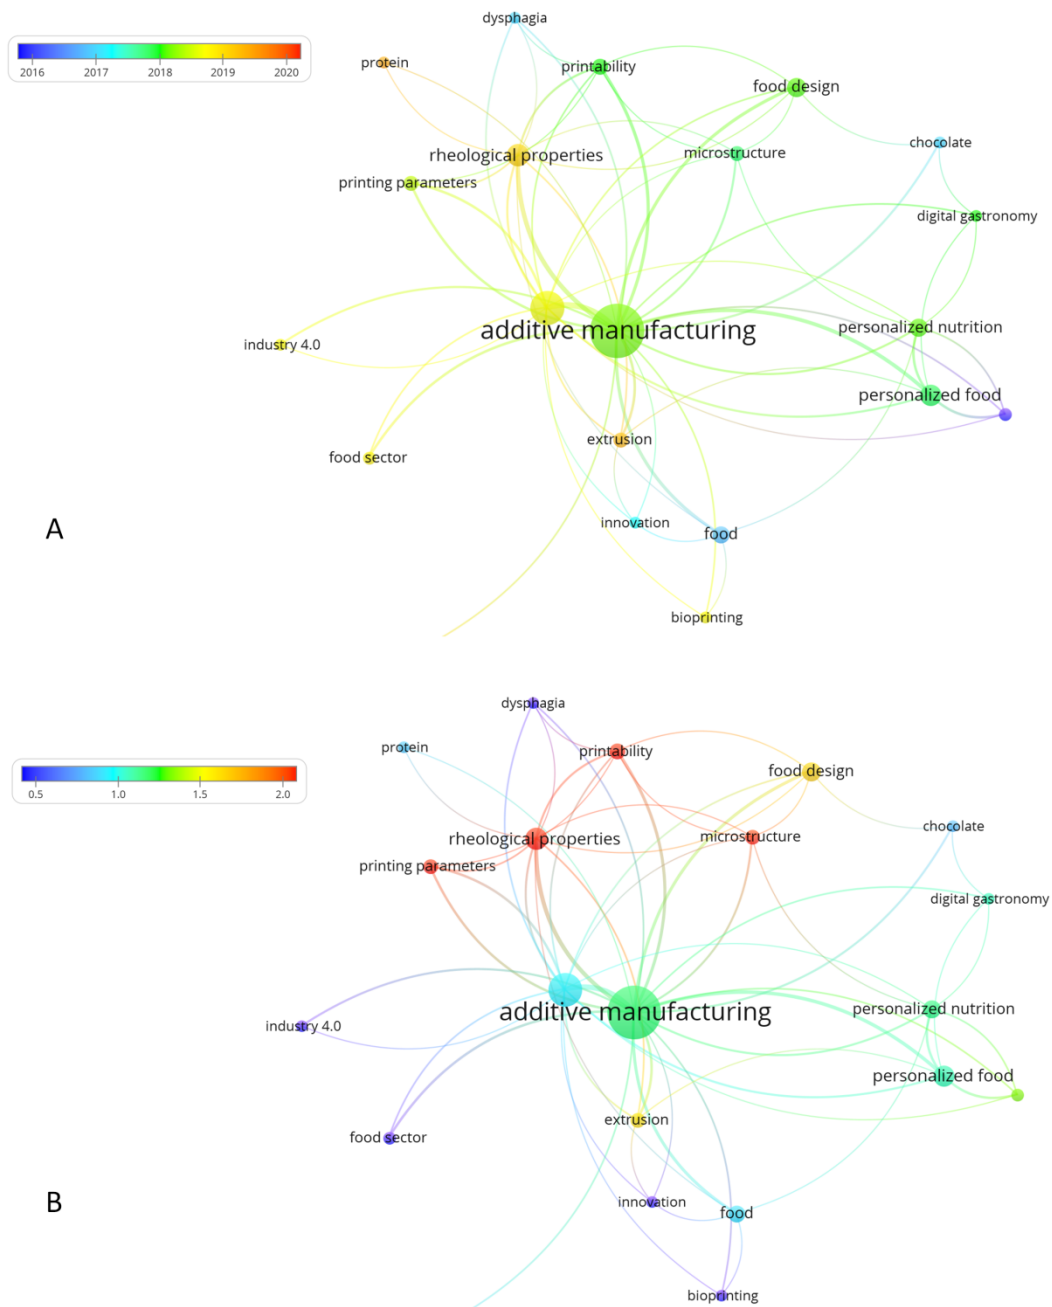 dysphagia
2016 2017 2018 2019 2020
protein
printability
food design
chocolate
rheological properties
microstructure
printing parameters
digital gastronomy
additive manufacturing
personalized nutrition
industry 4.0
personalized food
extrusion
food sector
A
innovation
food
bioprinting
dysphagia
protein
printability
food design
0.5 1.0 1.5 2.0
chocolate
rheological properties
microstructure
printing parameters
digital gastronomy
additive manufacturing
personalized nutrition
industry 4.0
personalized food
extrusion
food sector
B
innovation
food
bioprinting